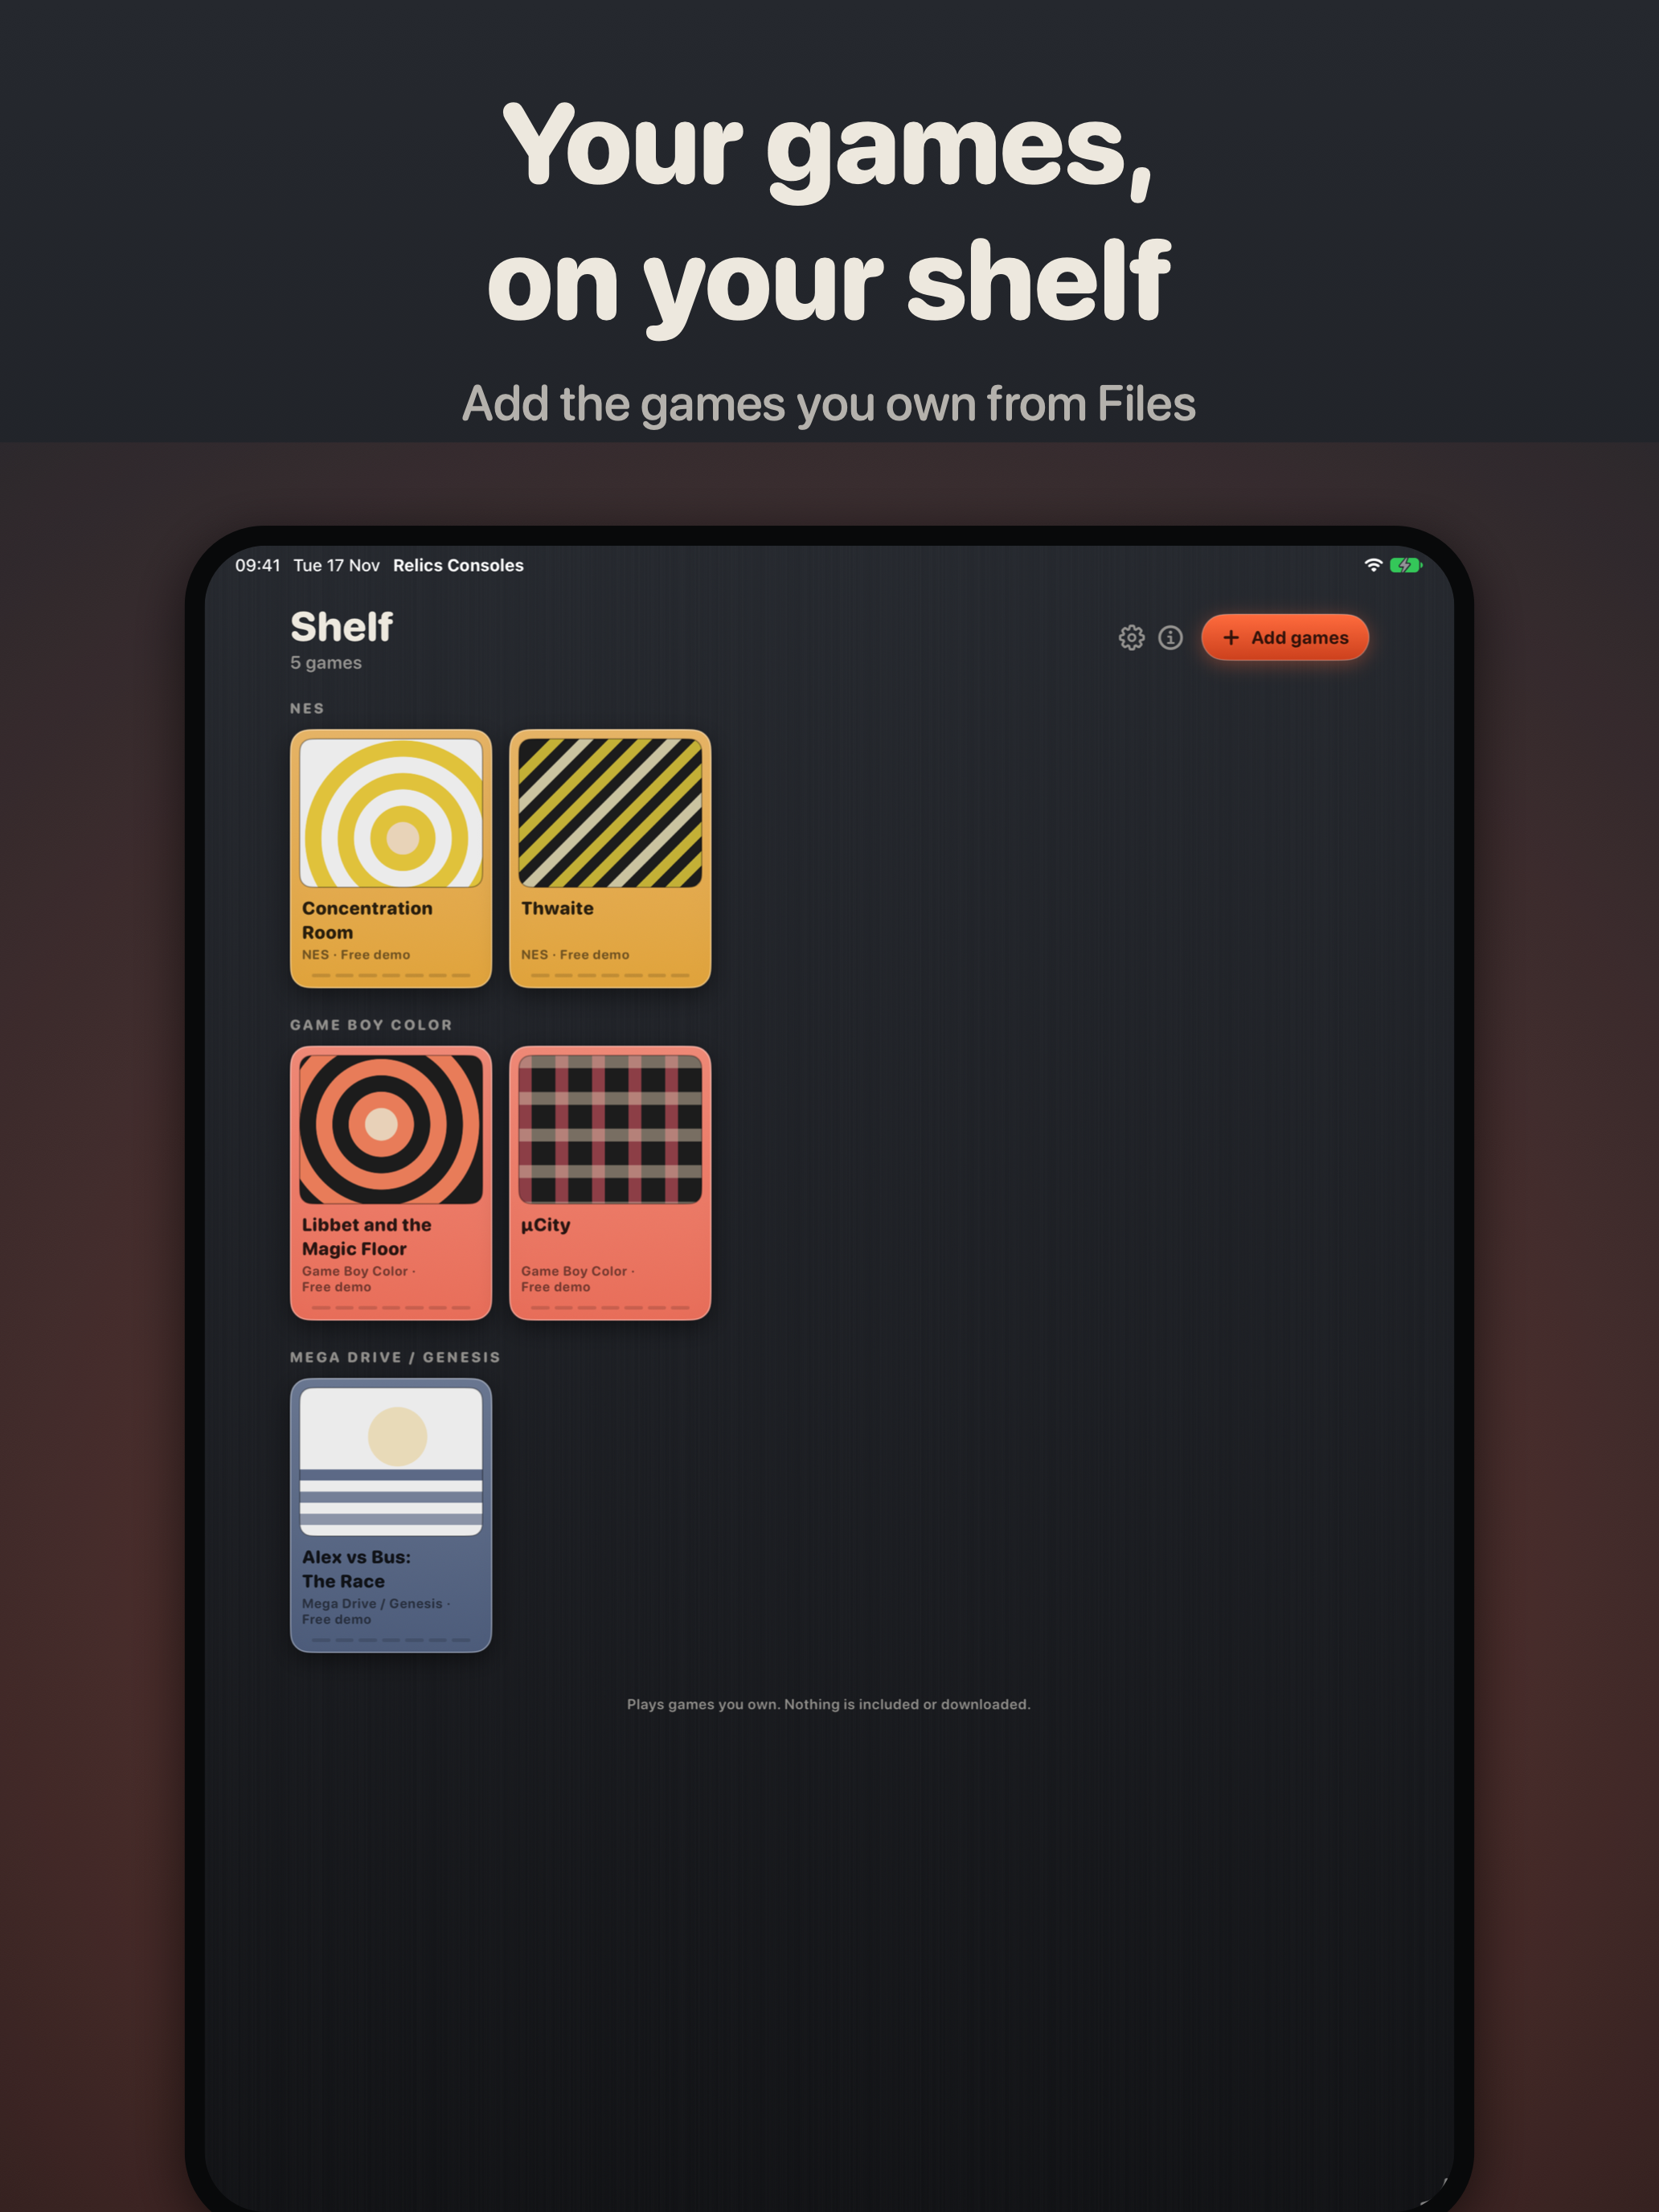 Your games,
on your shelf
Add the games you own from Files
09:41 Tue 17 Nov Relics Consoles
Shelf
5 games
+ Add games
NES
Concentration
Room
NES · Free demo
Thwaite
NES · Free demo
GAME BOY COLOR
Libbet and the
Magic Floor
Game Boy Color ·
Free demo
µCity
Game Boy Color ·
Free demo
MEGA DRIVE / GENESIS
Alex vs Bus:
The Race
Mega Drive / Genesis ·
Free demo
Plays games you own. Nothing is included or downloaded.